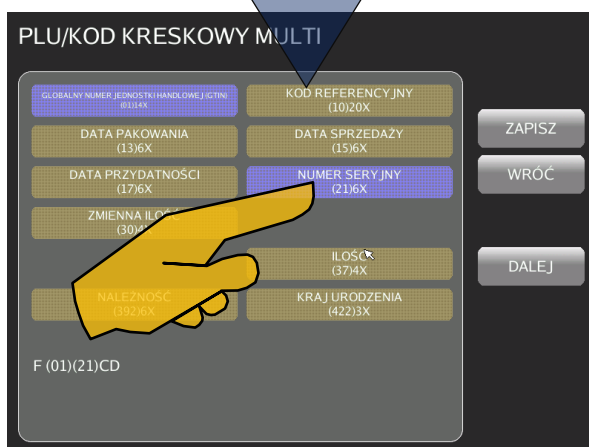 PLU/KOD KRESKOWY MULTI
GLOBALNY NUMER JEDNOSTKI HANDLOWEJ (GTIN)
(01)14X
KOD REFERENCYJNY
(10)20X
DATA PAKOWANIA
(13)6X
DATA SPRZEDAŻY
(15)6X
DATA PRZYDATNOŚCI
(17)6X
NUMER SERYJNY
(21)6X
ZMIENNA
(30)4X
ILOŚĆ
(37)4X
NALEŻNOŚĆ
(392)6X
KRAJ URODZENIA
(422)3X
F (01)(21)CD
ZAPISZ
WRÓĆ
DALEJ